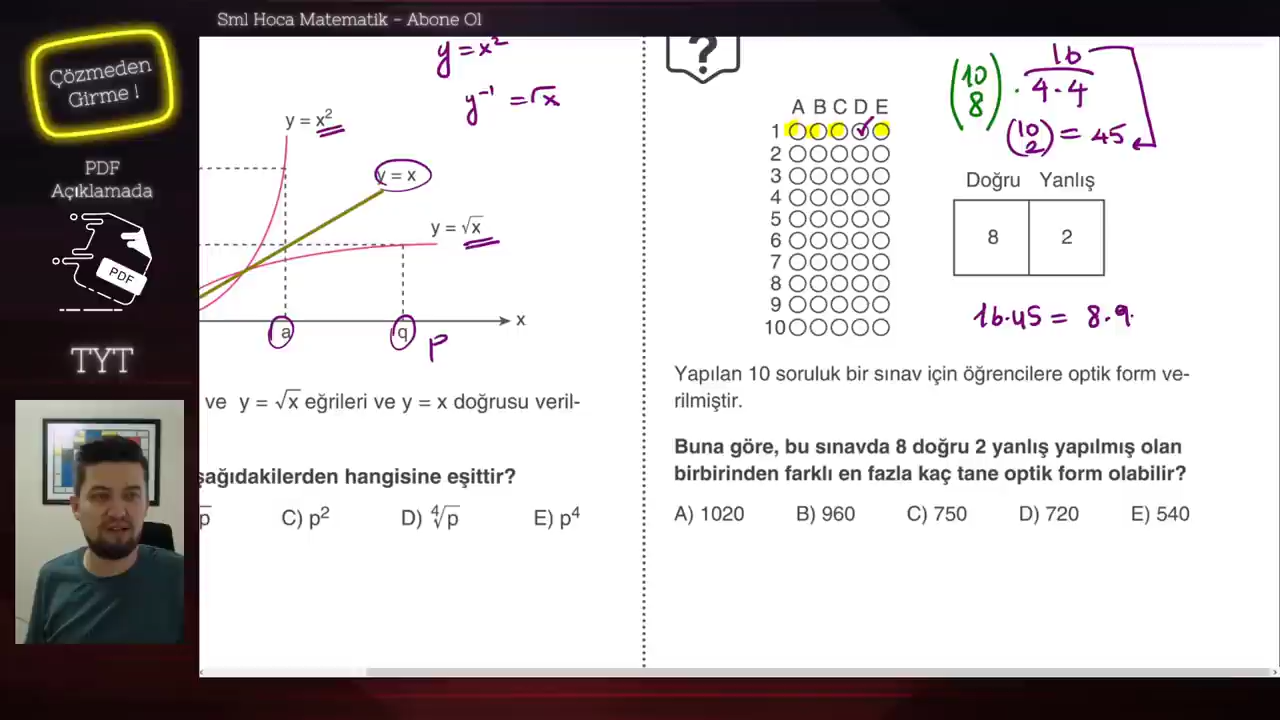 Sml Hoca Matematik - Abone Ol
Çözmeden
Girme !
PDF
Açıklamada
PDF
TYT
y = x²
y⁻¹ = √x
y = x²
y = x
y = √x
x
a
q
p
ve y = √x eğrileri ve y = x doğrusu veril-
şağıdakilerden hangisine eşittir?
p
C) p²
D) ⁴√p
E) p⁴
?
A B C D E
1
2
3
4
5
6
7
8
9
10
(10 8) · 16
4·4
(10 2) = 45
Doğru Yanlış
8 2
16·45 = 8·9·
Yapılan 10 soruluk bir sınav için öğrencilere optik form ve-
rilmiştir.
Buna göre, bu sınavda 8 doğru 2 yanlış yapılmış olan
birbirinden farklı en fazla kaç tane optik form olabilir?
A) 1020 B) 960 C) 750 D) 720 E) 540